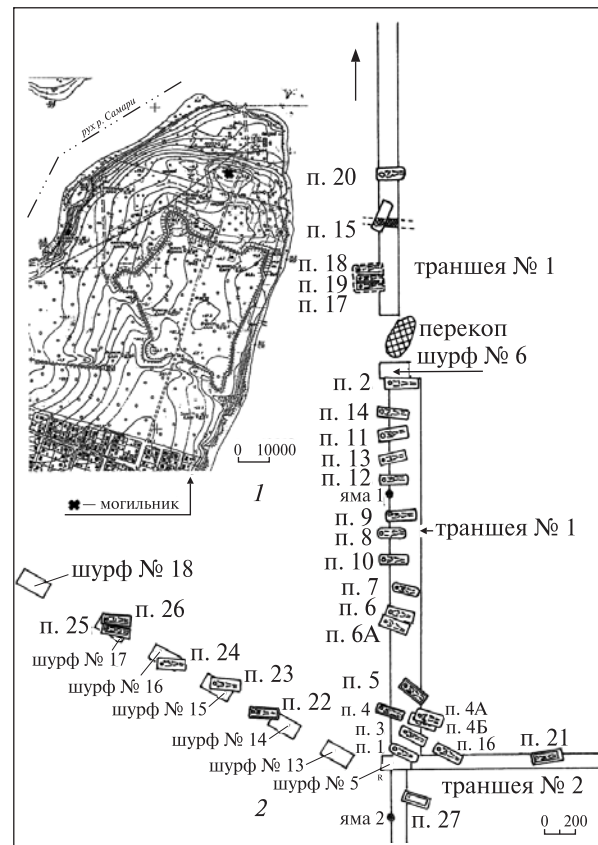 рух р. Самари
0 10000
✖ — могильник
1
п. 20
п. 15
п. 18
п. 19
п. 17
траншея № 1
перекоп
шурф № 6
п. 2
п. 14
п. 11
п. 13
п. 12
яма 1
п. 9
п. 8
траншея № 1
п. 10
п. 7
п. 6
п. 6А
шурф № 18
п. 26
п. 25
шурф № 17
п. 24
шурф № 16
п. 23
шурф № 15
п. 22
шурф № 14
шурф № 13
п. 5
п. 4
п. 4А
п. 4Б
п. 3
п. 1
п. 16
п. 21
шурф № 5
R
траншея № 2
2
яма 2
п. 27
0 200